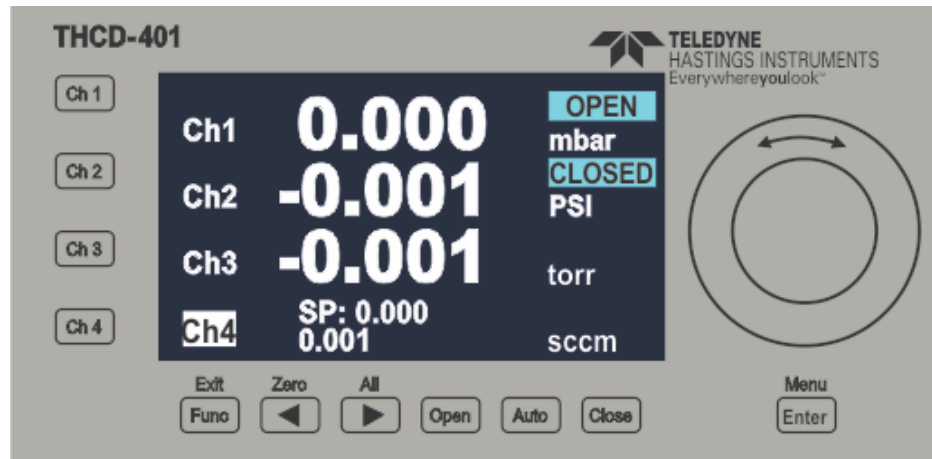 THCD-401
TELEDYNE
HASTINGS INSTRUMENTS
Everywhereyoulook™
Ch 1
Ch 2
Ch 3
Ch 4
Ch1 0.000 OPEN
mbar
Ch2 -0.001 CLOSED
PSI
Ch3 -0.001 torr
Ch4 SP: 0.000
0.001 sccm
Exit Zero All Menu
Func Open Auto Close Enter